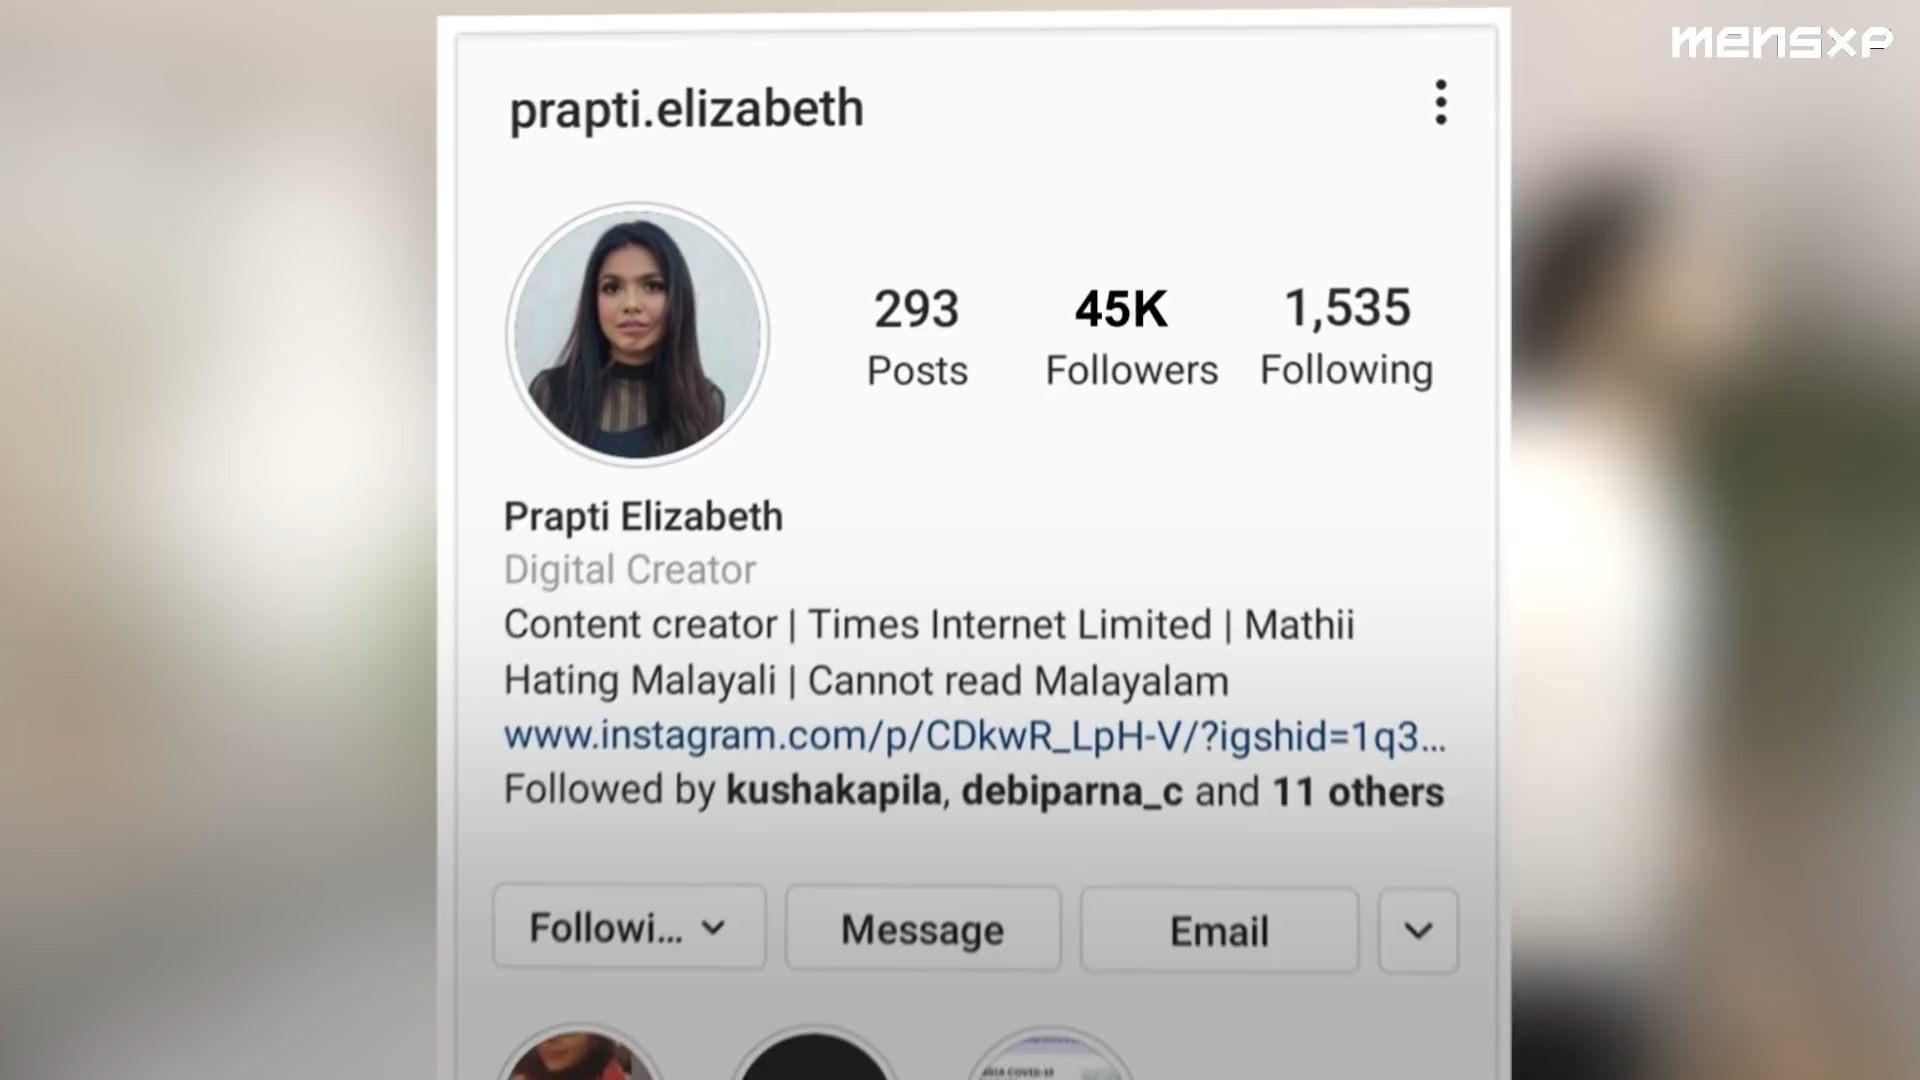 mensxp
prapti.elizabeth
293 45K 1,535
Posts Followers Following
Prapti Elizabeth
Digital Creator
Content creator | Times Internet Limited | Mathii
Hating Malayali | Cannot read Malayalam
www.instagram.com/p/CDkwR_LpH-V/?igshid=1q3...
Followed by kushakapila, debiparna_c and 11 others
Followi... Message Email
COVID-19